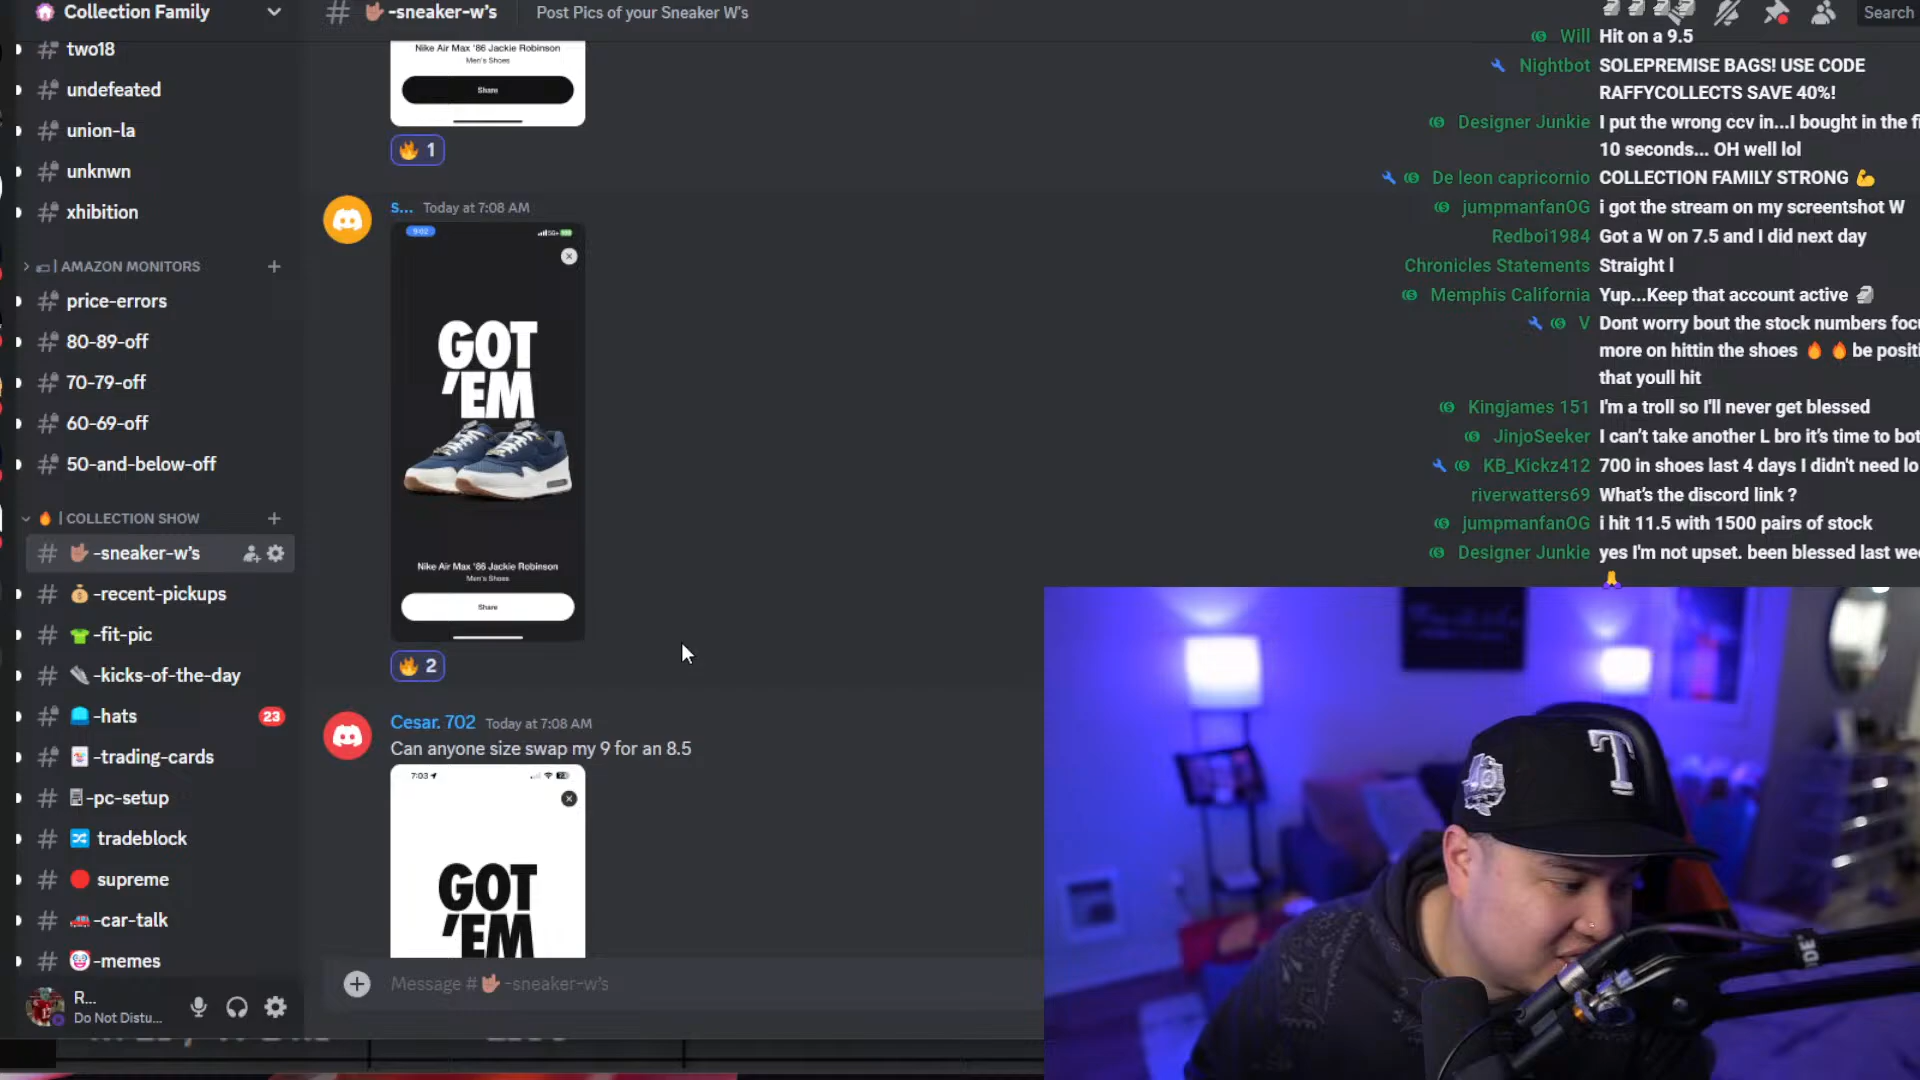 Collection Family
-sneaker-w's
Post Pics of your Sneaker W's
Search
two18
undefeated
union-la
unknwn
xhibition
| AMAZON MONITORS
price-errors
80-89-off
70-79-off
60-69-off
50-and-below-off
| COLLECTION SHOW
-sneaker-w's
-recent-pickups
-fit-pic
-kicks-of-the-day
-hats
23
-trading-cards
-pc-setup
tradeblock
supreme
-car-talk
-memes
R...
Do Not Distu...
Nike Air Max '86 Jackie Robinson
Men's Shoes
Share
1
S... Today at 7:08 AM
9:02
5G+
GOT
'EM
Nike Air Max '86 Jackie Robinson
Men's Shoes
Share
2
Cesar. 702 Today at 7:08 AM
Can anyone size swap my 9 for an 8.5
7:03
GOT
'EM
Message # -sneaker-w's
Will Hit on a 9.5
Nightbot SOLEPREMISE BAGS! USE CODE
RAFFYCOLLECTS SAVE 40%!
Designer Junkie I put the wrong ccv in...I bought in the fi
10 seconds... OH well lol
De leon capricornio COLLECTION FAMILY STRONG
jumpmanfanOG i got the stream on my screentshot W
Redboi1984 Got a W on 7.5 and I did next day
Chronicles Statements Straight l
Memphis California Yup...Keep that account active
V Dont worry bout the stock numbers focu
more on hittin the shoes be positi
that youll hit
Kingjames 151 I'm a troll so I'll never get blessed
JinjoSeeker I can't take another L bro it's time to bot
KB_Kickz412 700 in shoes last 4 days I didn't need lo
riverwatters69 What's the discord link ?
jumpmanfanOG i hit 11.5 with 1500 pairs of stock
Designer Junkie yes I'm not upset. been blessed last wee
T